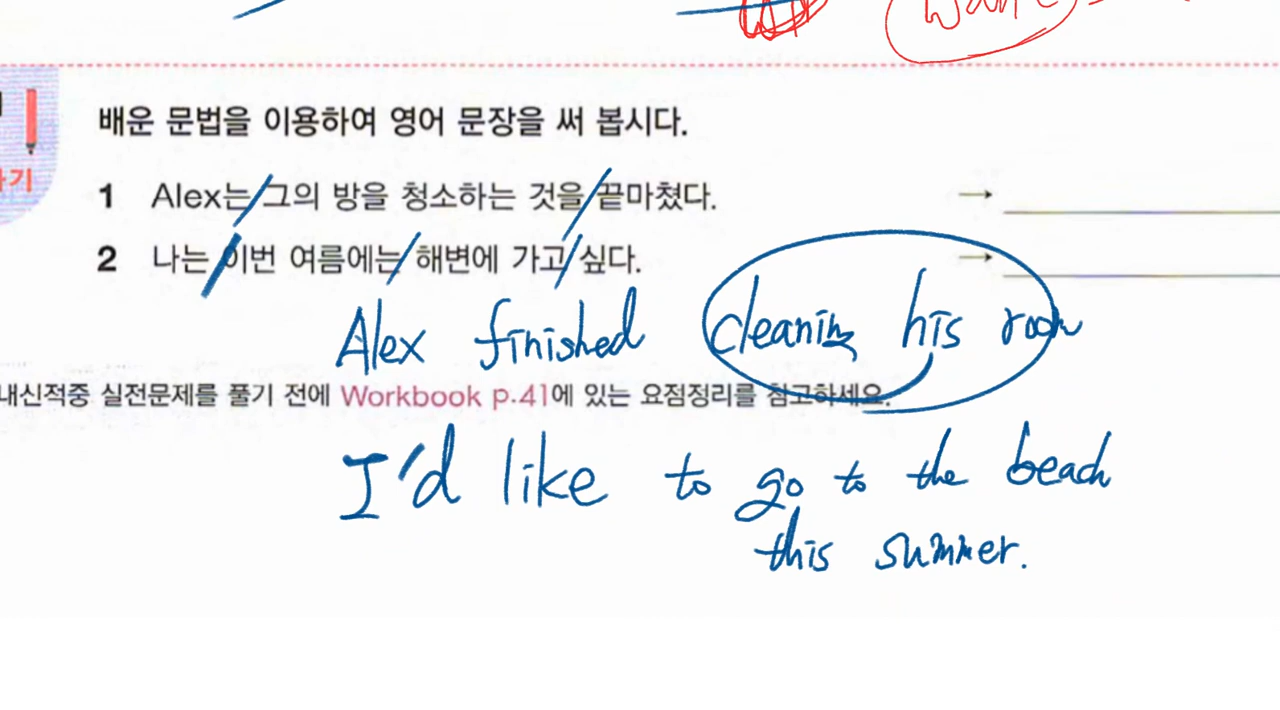 배운 문법을 이용하여 영어 문장을 써 봅시다.
1 Alex는 그의 방을 청소하는 것을 끝마쳤다. →
2 나는 이번 여름에는 해변에 가고 싶다. →
Alex finished cleaning his room
내신적중 실전문제를 풀기 전에 Workbook p.41에 있는 요점정리를 참고하세요.
I'd like to go to the beach
this summer.